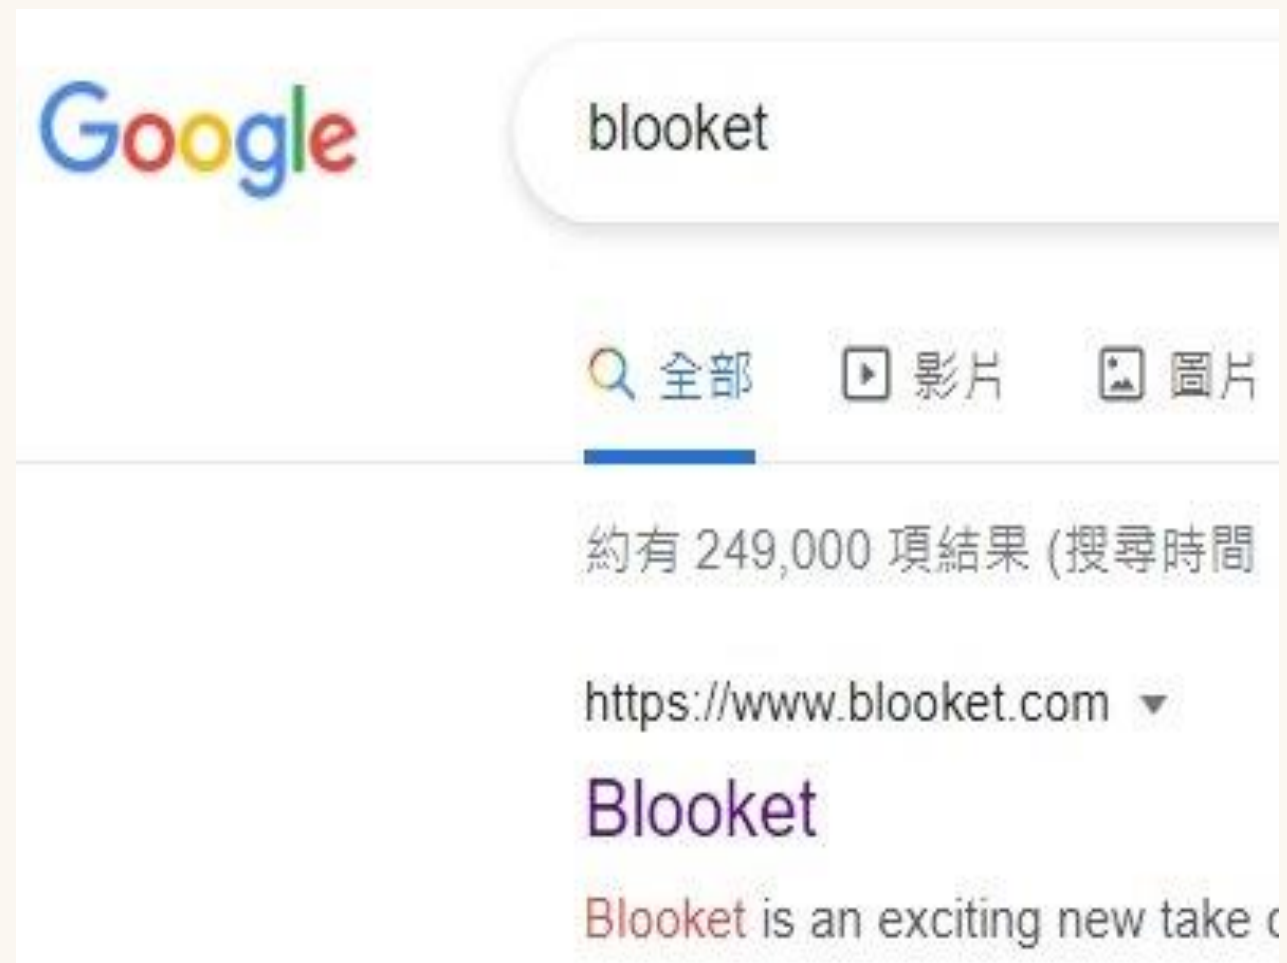 Google
blooket
全部 影片 圖片
約有 249,000 項結果 (搜尋時間
https://www.blooket.com
Blooket
Blooket is an exciting new take